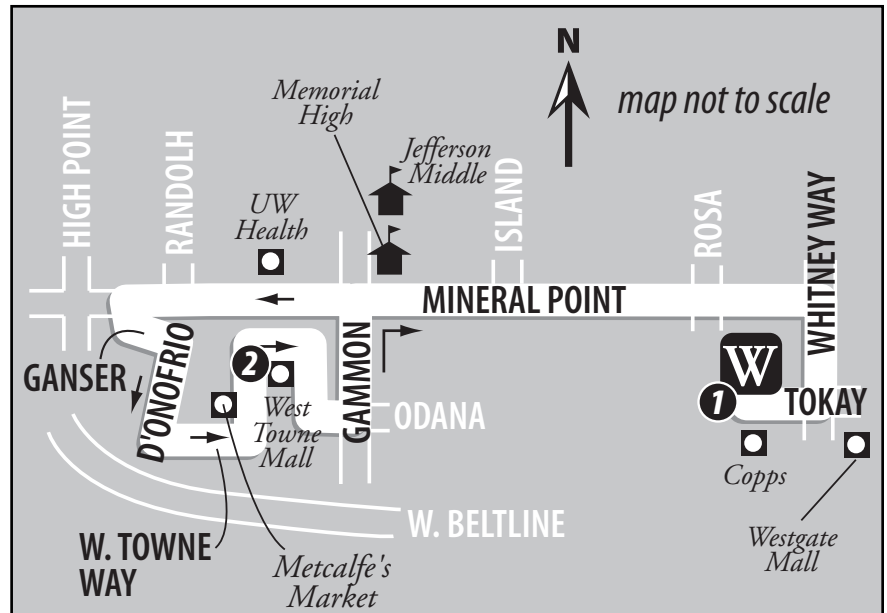 N
map not to scale
Memorial
High
Jefferson
Middle
HIGH POINT
RANDOLH
UW
Health
ISLAND
ROSA
WHITNEY WAY
MINERAL POINT
GANSER
D'ONOFRIO
2
GAMMON
W
1
TOKAY
West
Towne
Mall
ODANA
Copps
W. BELTLINE
Westgate
Mall
W. TOWNE
WAY
Metcalfe's
Market